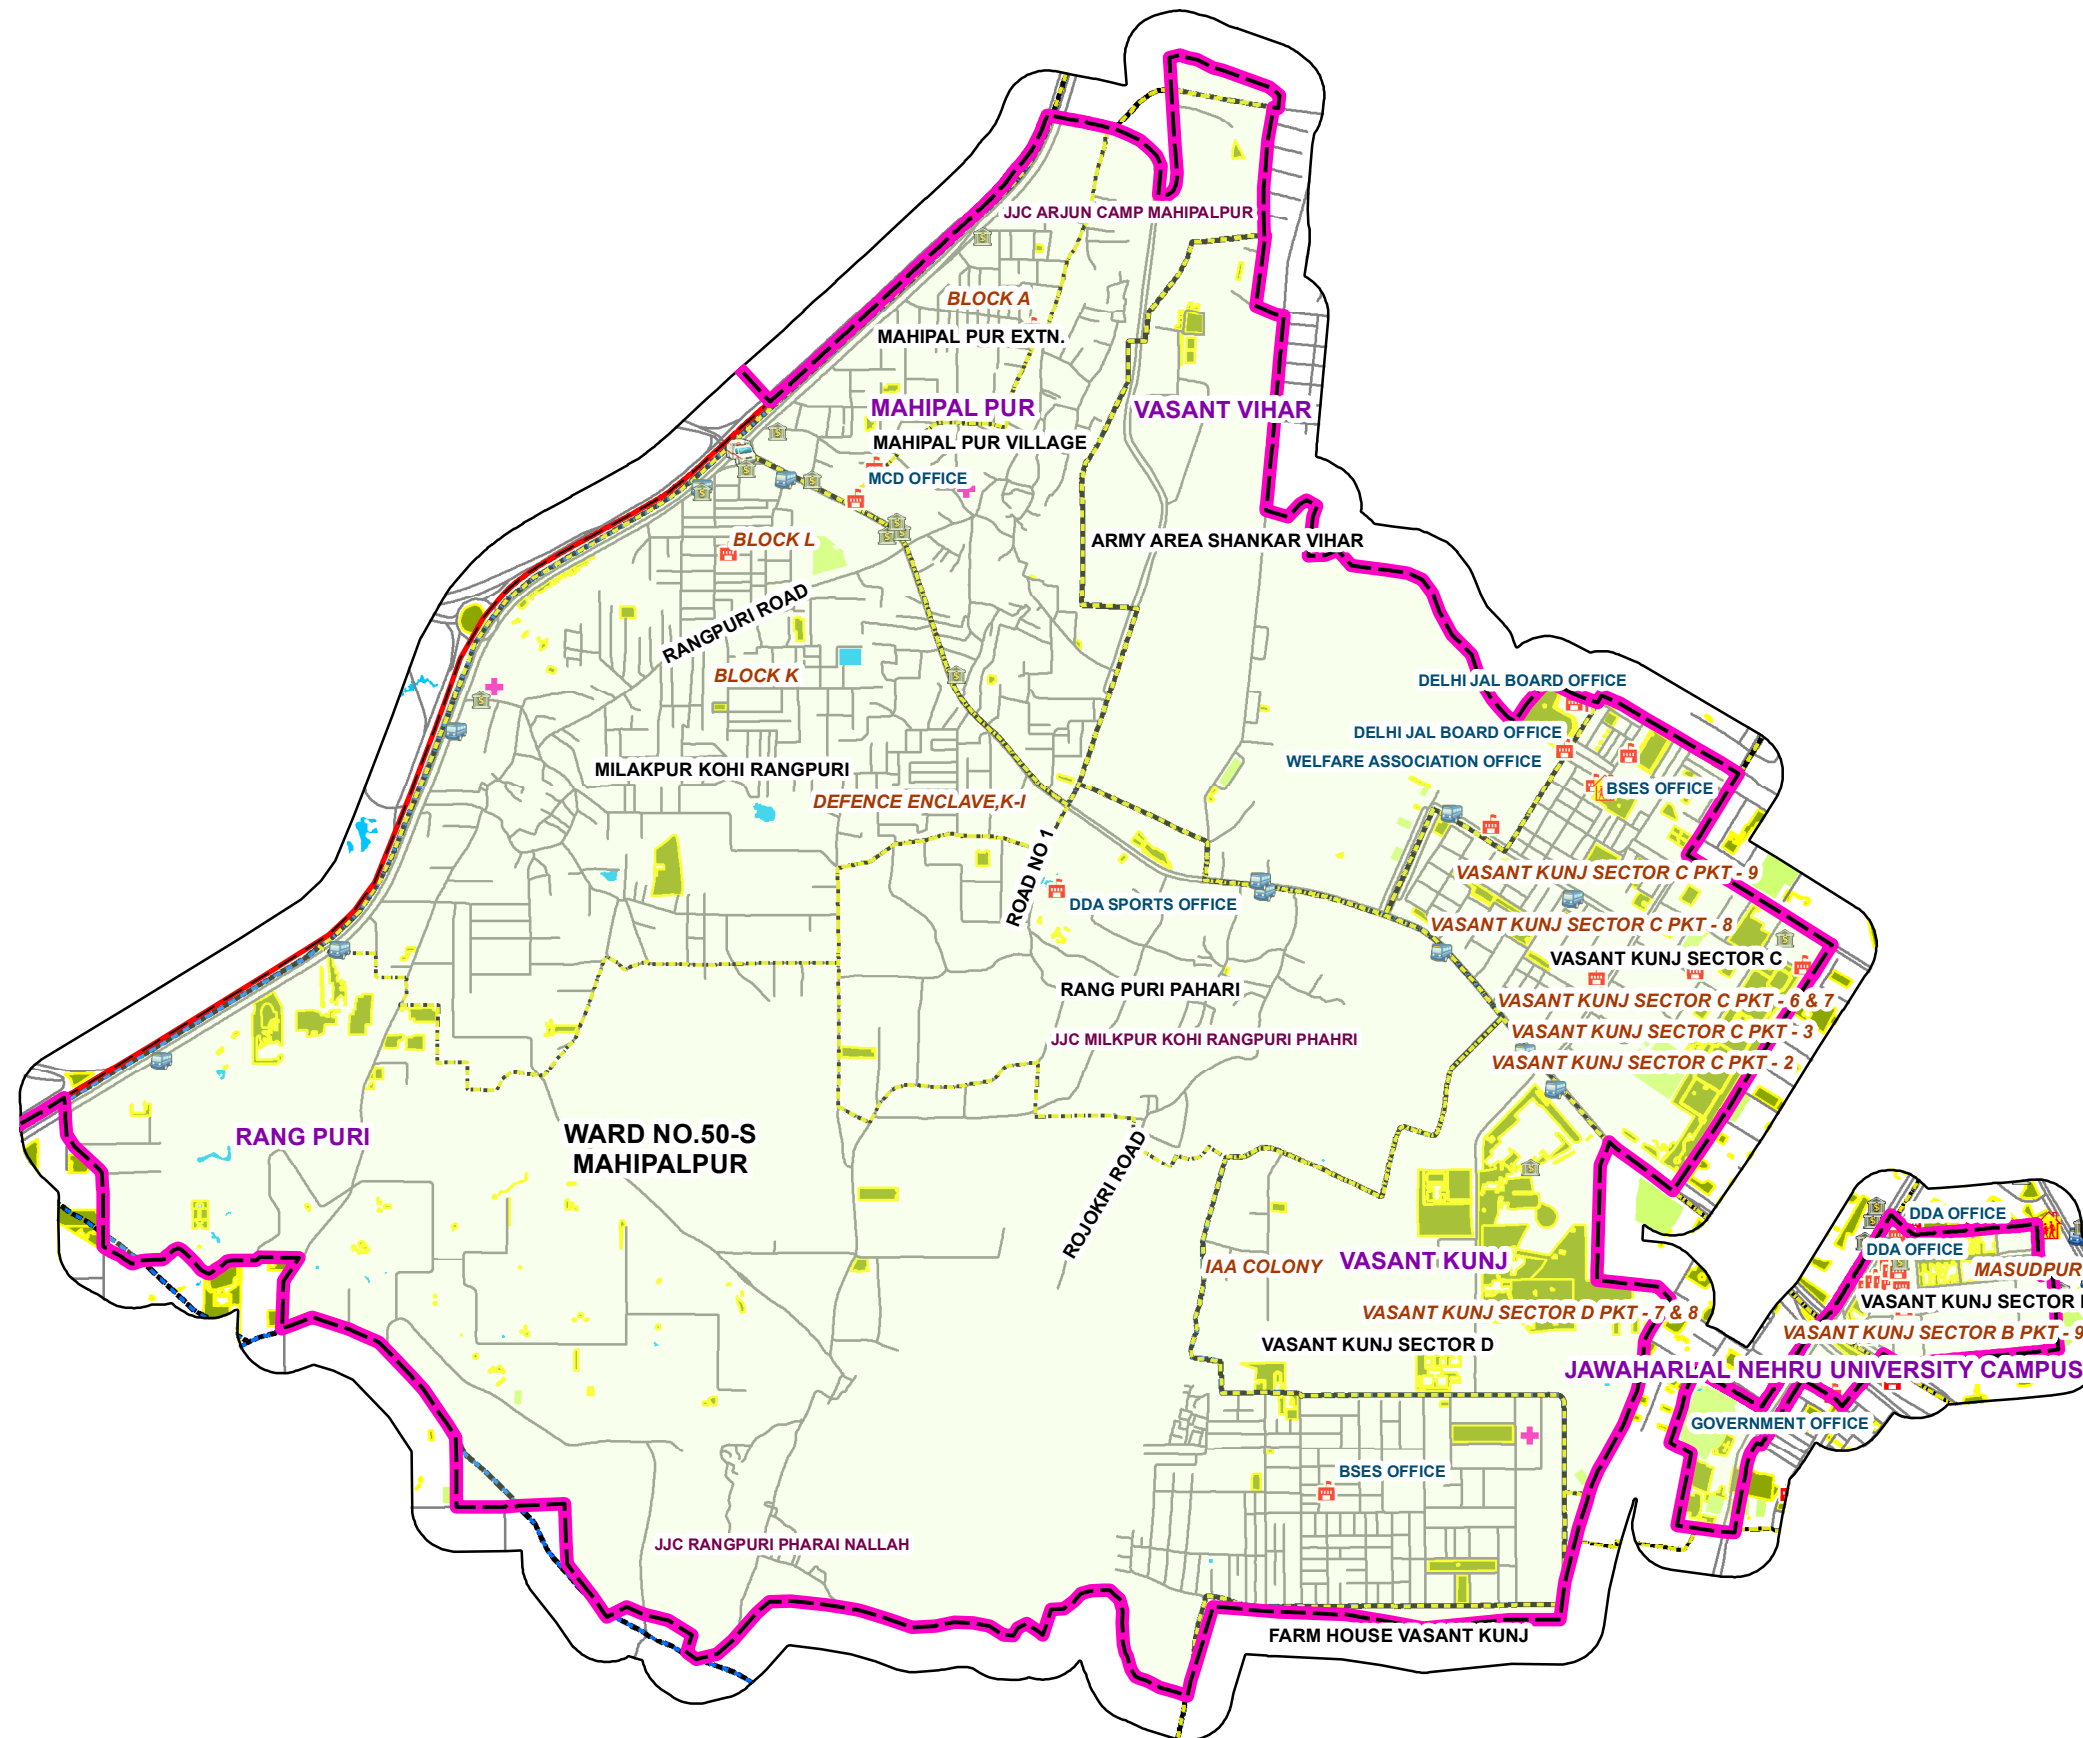 JJC ARJUN CAMP MAHIPALPUR
BLOCK A
MAHIPAL PUR EXTN.
MAHIPAL PUR
VASANT VIHAR
MAHIPAL PUR VILLAGE
MCD OFFICE
BLOCK L
ARMY AREA SHANKAR VIHAR
RANGPURI ROAD
BLOCK K
DELHI JAL BOARD OFFICE
DELHI JAL BOARD OFFICE
WELFARE ASSOCIATION OFFICE
MILAKPUR KOHI RANGPURI
BSES OFFICE
DEFENCE ENCLAVE,K-I
ROAD NO 1
VASANT KUNJ SECTOR C PKT - 9
DDA SPORTS OFFICE
VASANT KUNJ SECTOR C PKT - 8
VASANT KUNJ SECTOR C
RANG PURI PAHARI
VASANT KUNJ SECTOR C PKT - 6 & 7
VASANT KUNJ SECTOR C PKT - 3
JJC MILKPUR KOHI RANGPURI PHAHRI
VASANT KUNJ SECTOR C PKT - 2
RANG PURI
WARD NO.50-S
MAHIPALPUR
ROJOKRI ROAD
DDA OFFICE
DDA OFFICE
IAA COLONY
VASANT KUNJ
MASUDPUR
VASANT KUNJ SECTOR
VASANT KUNJ SECTOR D PKT - 7 & 8
VASANT KUNJ SECTOR B PKT - 9
VASANT KUNJ SECTOR D
JAWAHARLAL NEHRU UNIVERSITY CAMPUS
GOVERNMENT OFFICE
BSES OFFICE
JJC RANGPURI PHARAI NALLAH
FARM HOUSE VASANT KUNJ